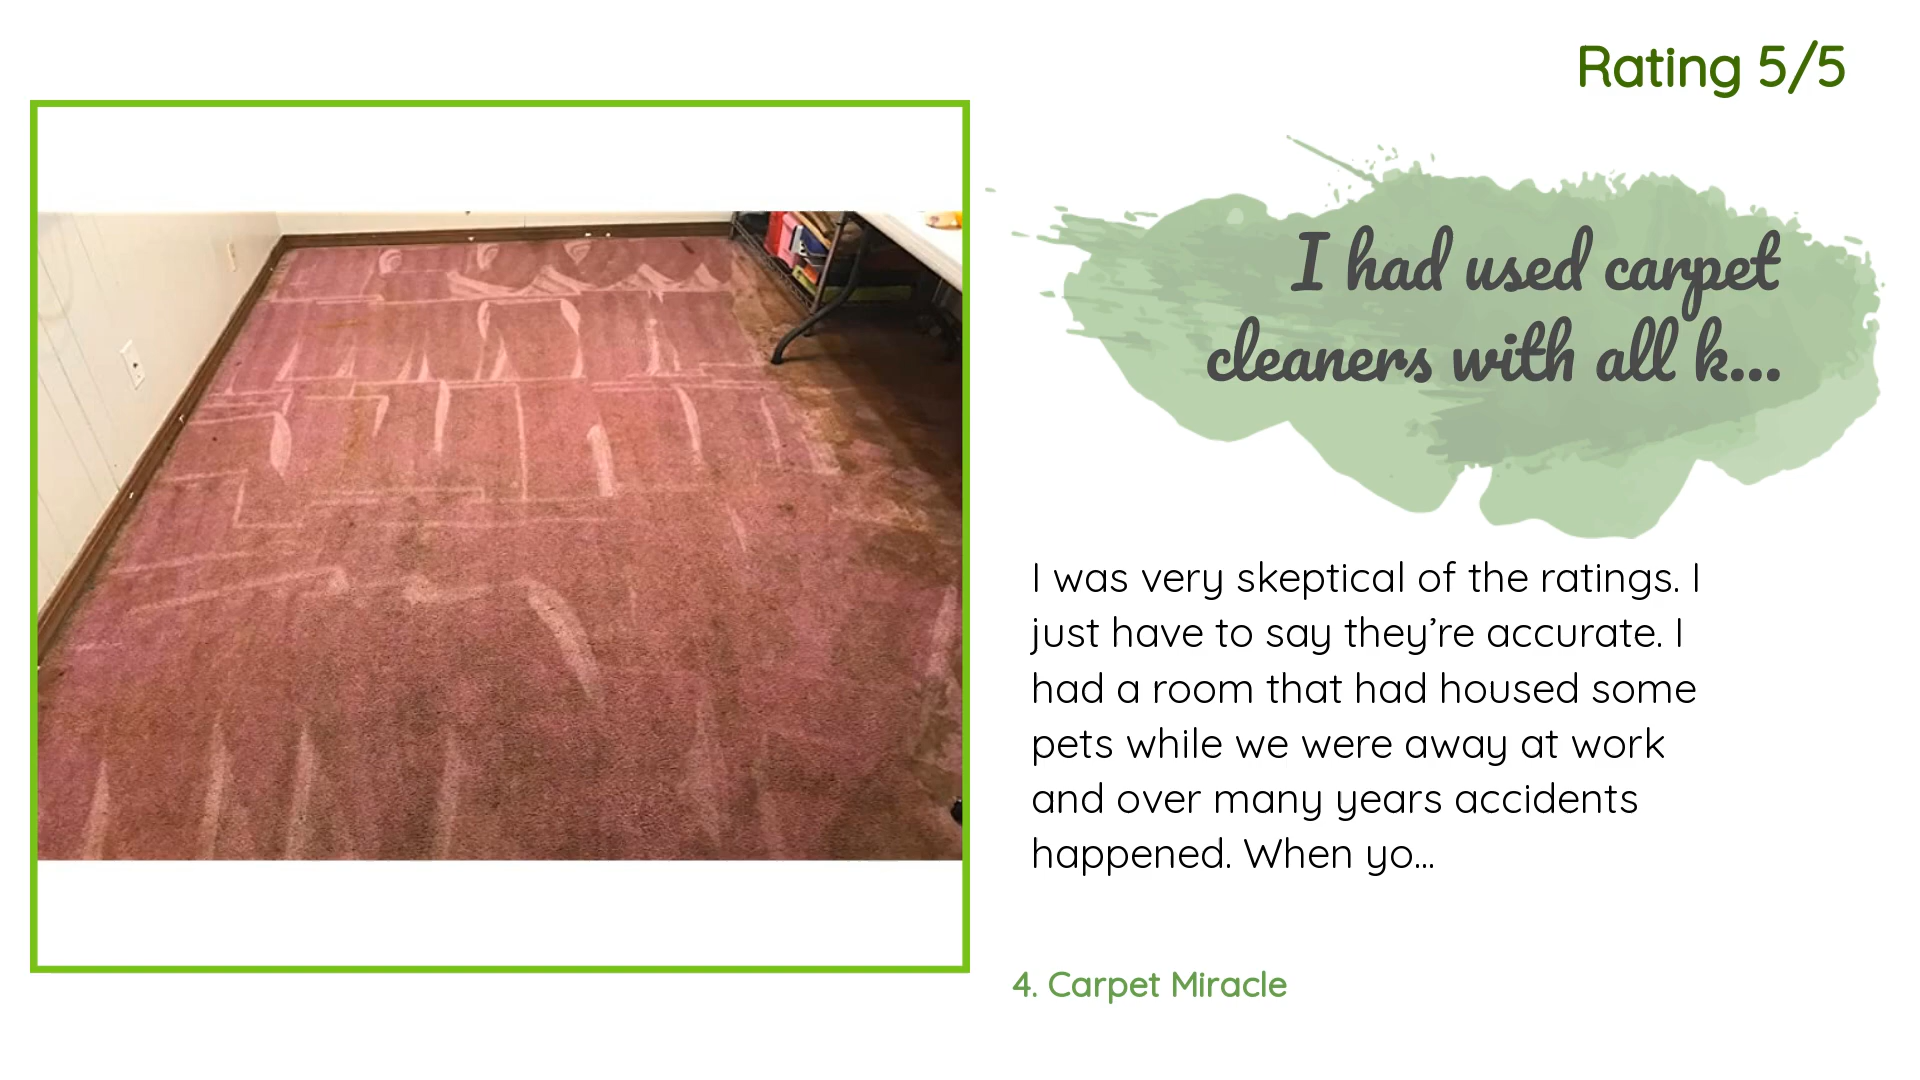 Rating 5/5
I had used carpet
cleaners with all k...
I was very skeptical of the ratings. I
just have to say they’re accurate. I
had a room that had housed some
pets while we were away at work
and over many years accidents
happened. When yo...
4. Carpet Miracle